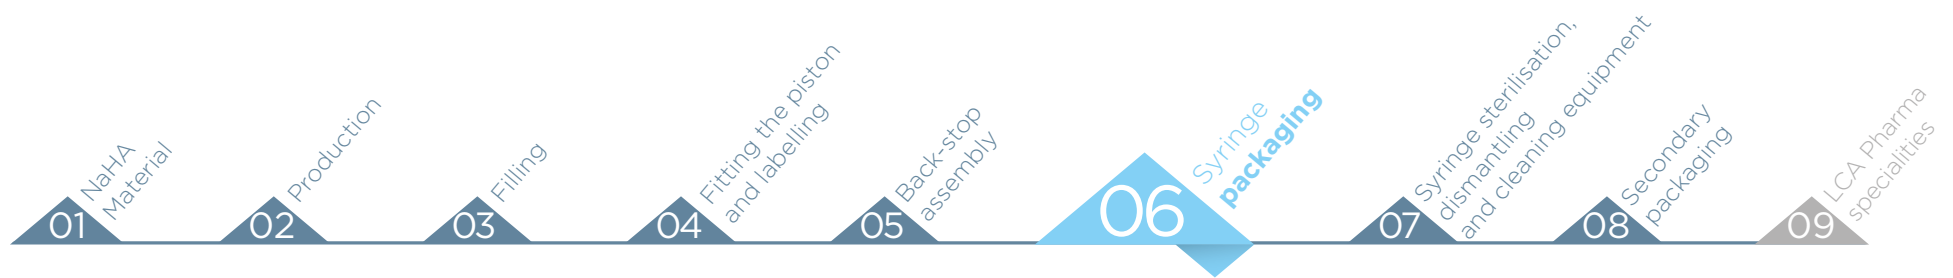 01
NaHA
Material
02
Production
03
Filling
04
Fitting the piston
and labelling
05
Back-stop
assembly
06
Syringe
packaging
07
Syringe sterilisation,
dismantling
and cleaning equipment
08
Secondary
packaging
09
LCA Pharma
specialities